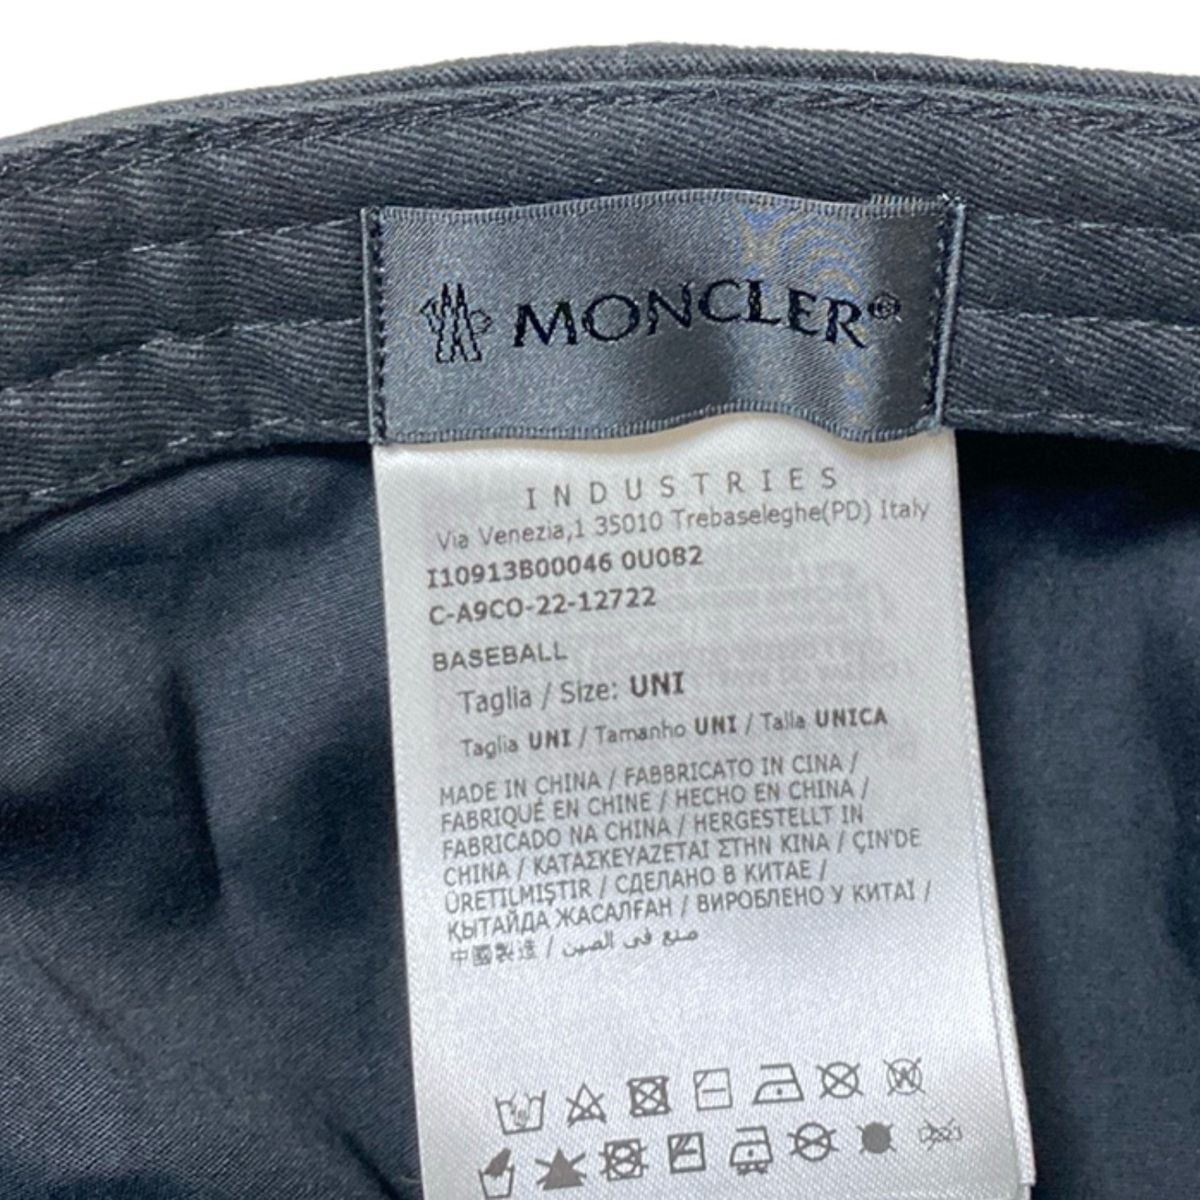 MONCLER®
INDUSTRIES
Via Venezia,1 35010 Trebaseleghe(PD) Italy
I10913B00046 0U082
C-A9CO-22-12722
BASEBALL
Taglia / Size: UNI
Taglia UNI / Tamanho UNI / Talla UNICA
MADE IN CHINA / FABBRICATO IN CINA /
FABRIQUÉ EN CHINE / HECHO EN CHINA /
FABRICADO NA CHINA / HERGESTELLT IN
CHINA / ΚΑΤΑΣΚΕΥΑΖΕΤΑΙ ΣΤΗΝ ΚΙΝΑ / ÇIN'DE
ÜRETILMIŞTIR / СДЕЛАНО В КИТАЕ /
ҚЫТАЙДА ЖАСАЛҒАН / ВИРОБЛЕНО У КИТАЇ /
中國製造 / صنع في الصين